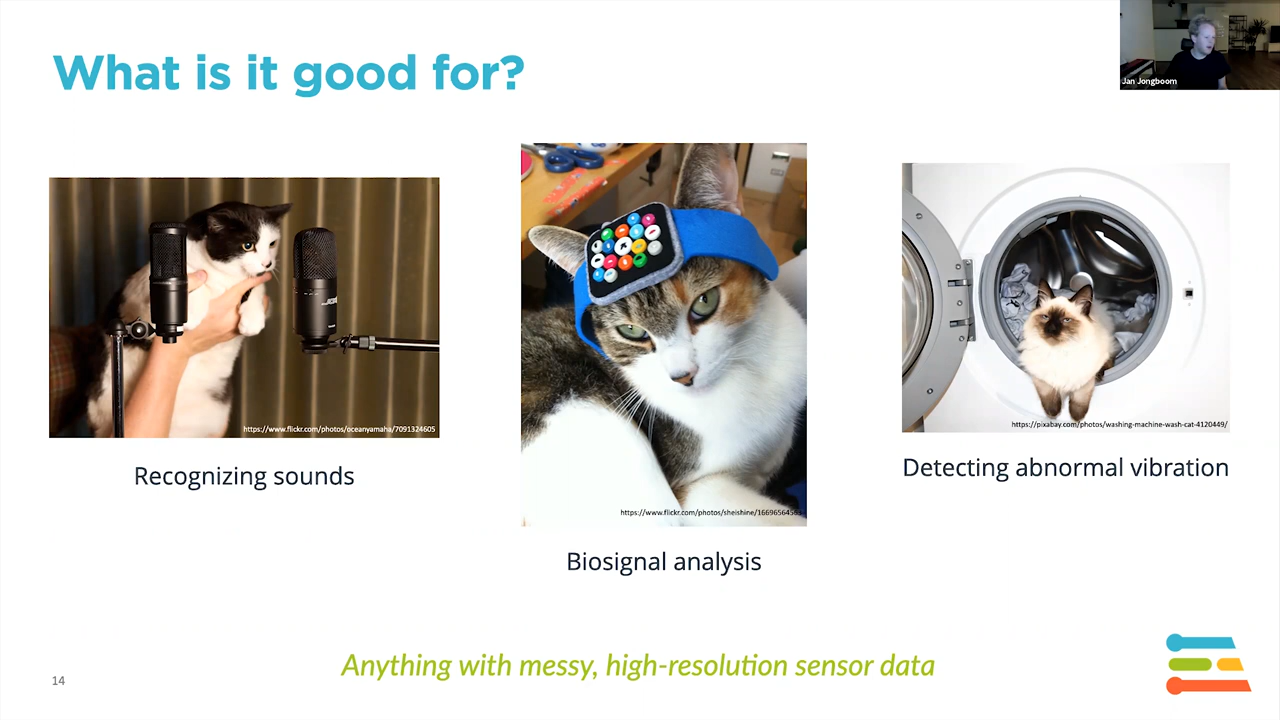 What is it good for?
Jan Jongboom
https://www.flickr.com/photos/oceanyamaha/7091324605
Recognizing sounds
https://www.flickr.com/photos/sheishine/16696564
Biosignal analysis
https://pixabay.com/photos/washing-machine-wash-cat-4120449/
Detecting abnormal vibration
Anything with messy, high-resolution sensor data
14